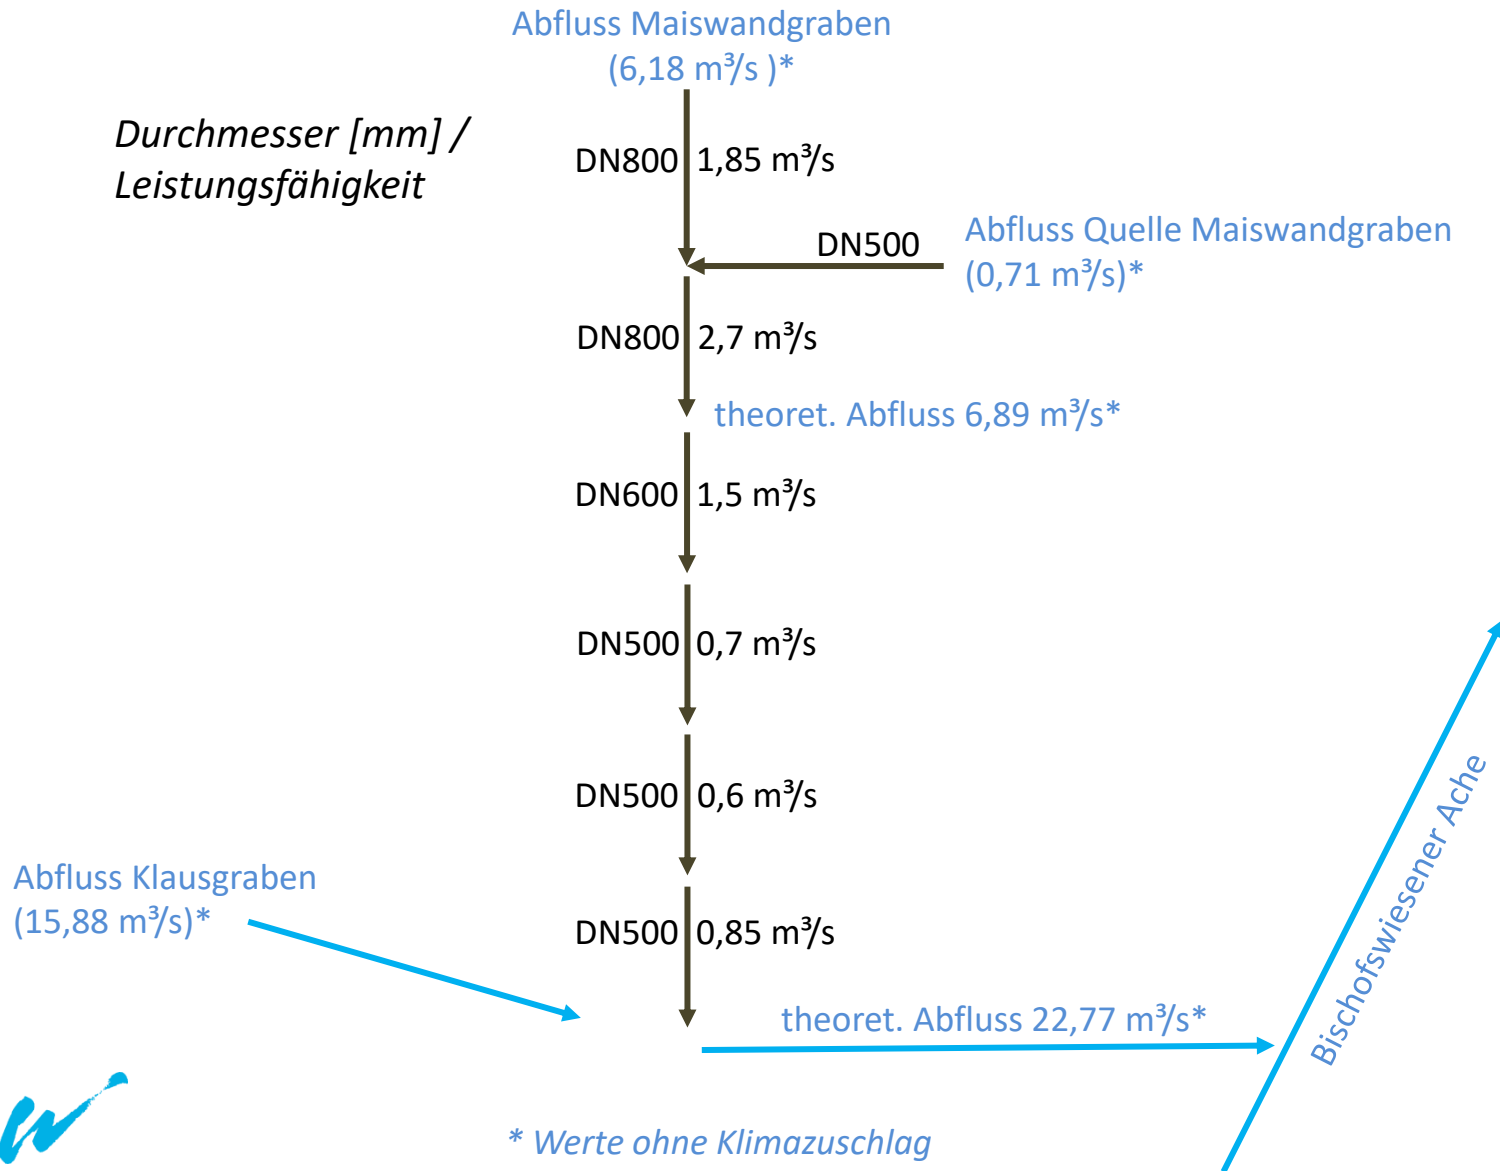 Abfluss Maiswandgraben
(6,18 m³/s )*
Durchmesser [mm] /
Leistungsfähigkeit
DN800 1,85 m³/s
DN500
Abfluss Quelle Maiswandgraben
(0,71 m³/s)*
DN800 2,7 m³/s
theoret. Abfluss 6,89 m³/s*
DN600 1,5 m³/s
DN500 0,7 m³/s
DN500 0,6 m³/s
Abfluss Klausgraben
(15,88 m³/s)*
DN500 0,85 m³/s
theoret. Abfluss 22,77 m³/s*
Bischofswiesener Ache
* Werte ohne Klimazuschlag